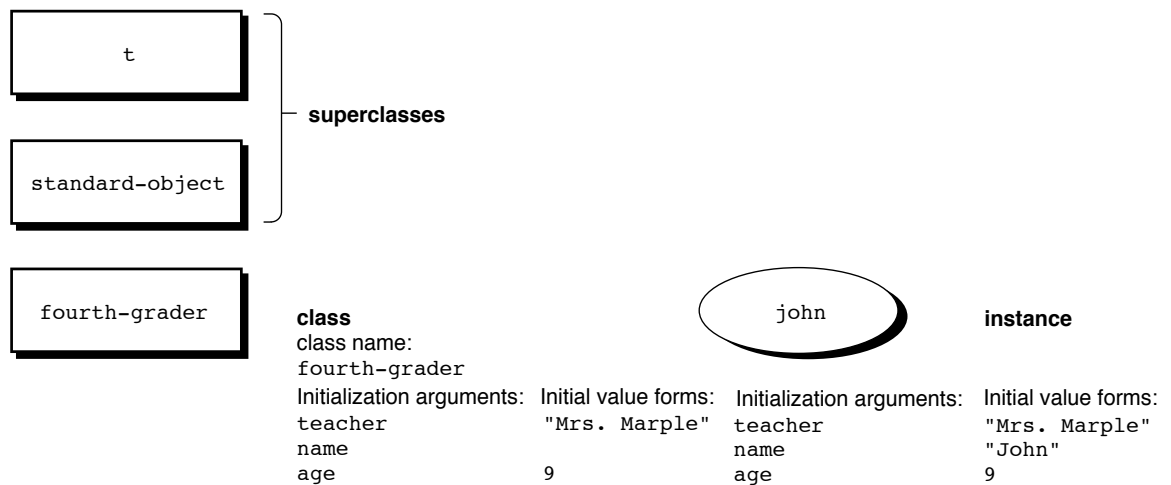 t
superclasses
standard-object
fourth-grader
class
class name:
fourth-grader
Initialization arguments: Initial value forms:
teacher "Mrs. Marple"
name
age 9
john
instance
Initialization arguments: Initial value forms:
teacher "Mrs. Marple"
name "John"
age 9